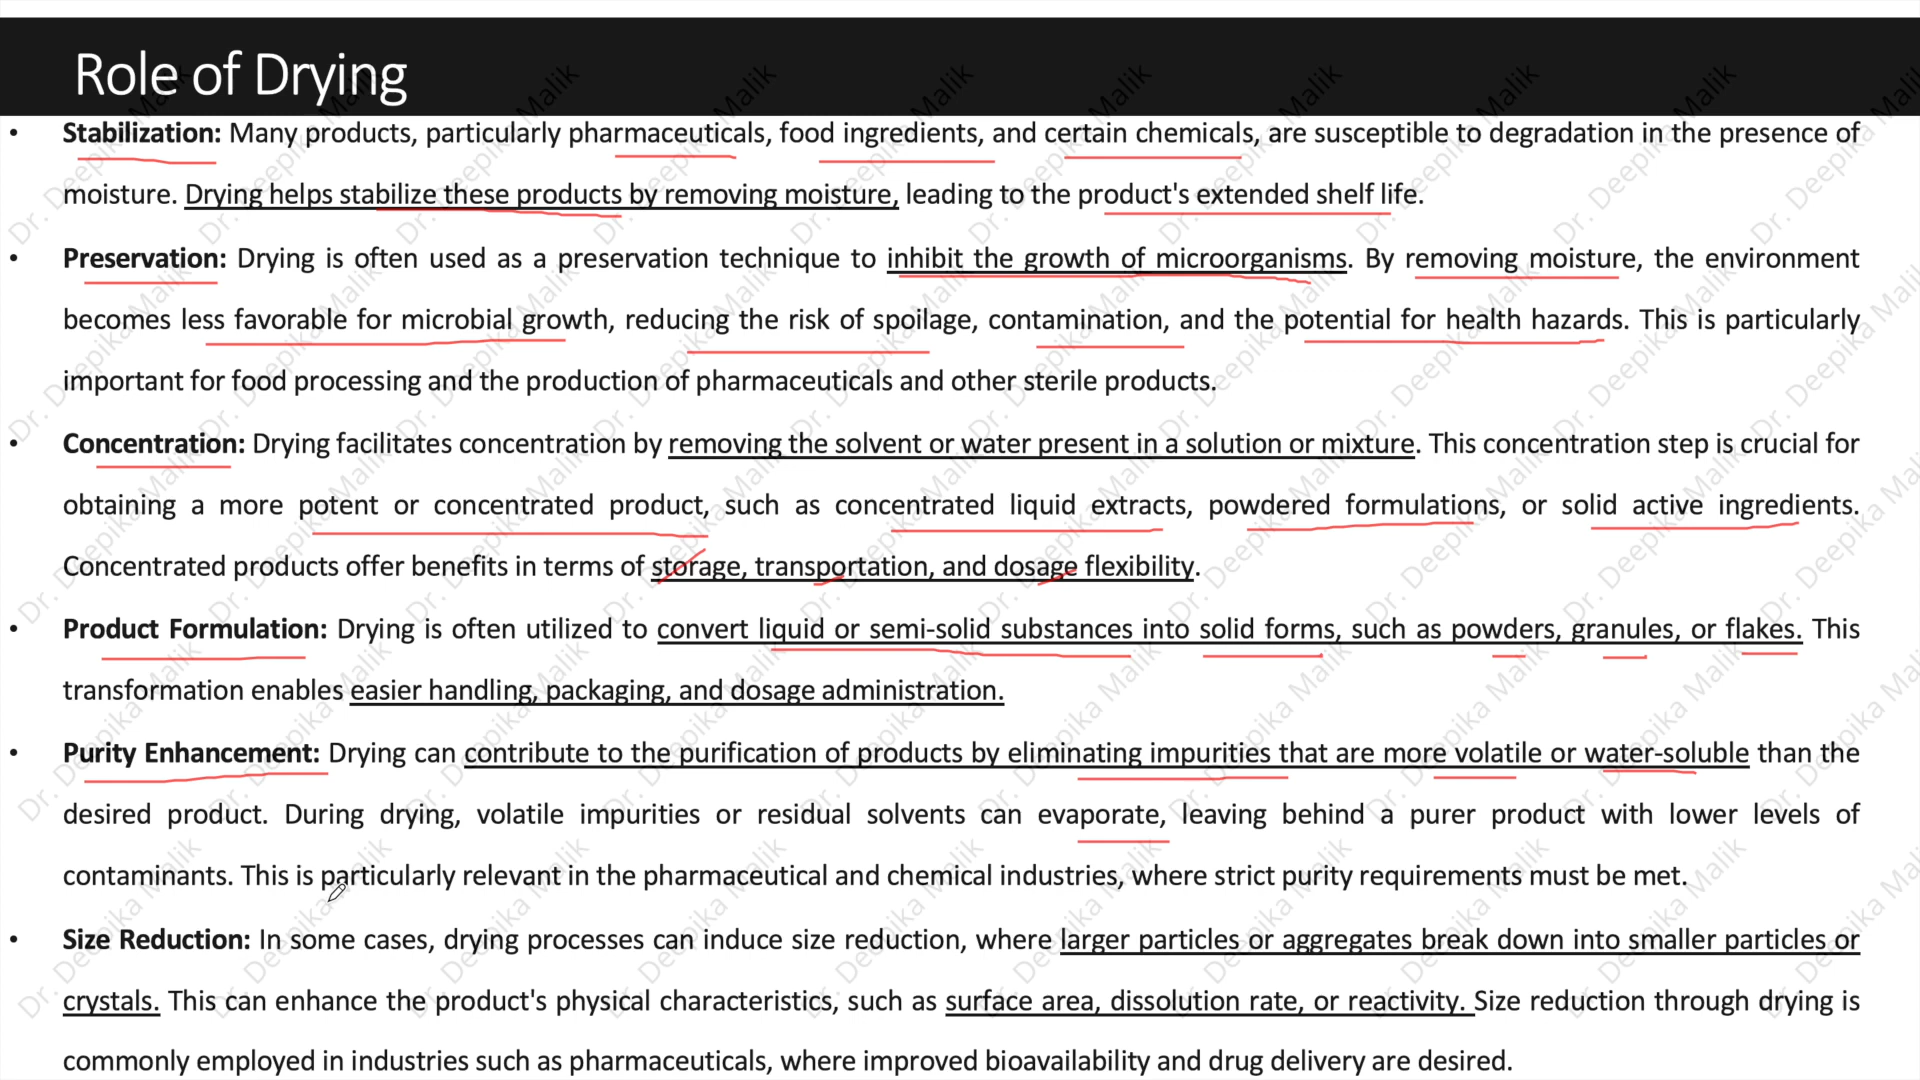 Role of Drying
• Stabilization: Many products, particularly pharmaceuticals, food ingredients, and certain chemicals, are susceptible to degradation in the presence of
moisture. Drying helps stabilize these products by removing moisture, leading to the product's extended shelf life.
• Preservation: Drying is often used as a preservation technique to inhibit the growth of microorganisms. By removing moisture, the environment
becomes less favorable for microbial growth, reducing the risk of spoilage, contamination, and the potential for health hazards. This is particularly
important for food processing and the production of pharmaceuticals and other sterile products.
• Concentration: Drying facilitates concentration by removing the solvent or water present in a solution or mixture. This concentration step is crucial for
obtaining a more potent or concentrated product, such as concentrated liquid extracts, powdered formulations, or solid active ingredients.
Concentrated products offer benefits in terms of storage, transportation, and dosage flexibility.
• Product Formulation: Drying is often utilized to convert liquid or semi-solid substances into solid forms, such as powders, granules, or flakes. This
transformation enables easier handling, packaging, and dosage administration.
• Purity Enhancement: Drying can contribute to the purification of products by eliminating impurities that are more volatile or water-soluble than the
desired product. During drying, volatile impurities or residual solvents can evaporate, leaving behind a purer product with lower levels of
contaminants. This is particularly relevant in the pharmaceutical and chemical industries, where strict purity requirements must be met.
• Size Reduction: In some cases, drying processes can induce size reduction, where larger particles or aggregates break down into smaller particles or
crystals. This can enhance the product's physical characteristics, such as surface area, dissolution rate, or reactivity. Size reduction through drying is
commonly employed in industries such as pharmaceuticals, where improved bioavailability and drug delivery are desired.
Dr. Deepika Malik